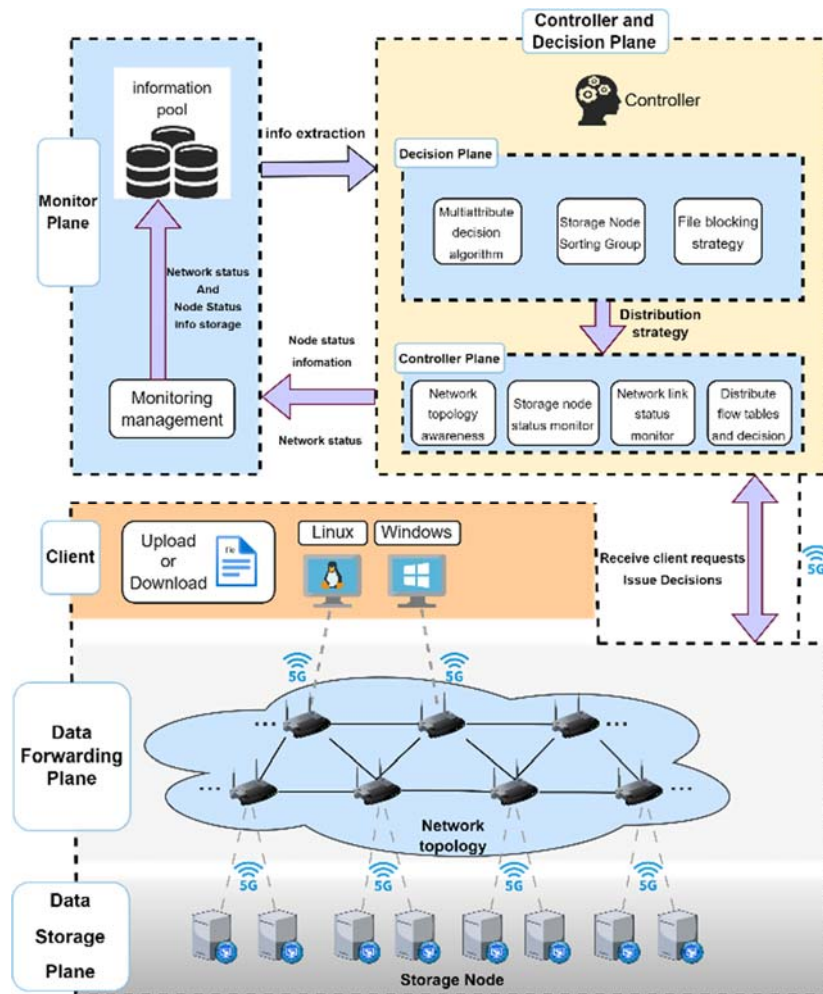 Controller and
Decision Plane
information
pool
Controller
info extraction
Decision Plane
Monitor
Plane
Multiattribute
decision
algorithm
Storage Node
Sorting Group
File blocking
strategy
Network status
And
Node Status
info storage
Distribution
strategy
Node status
infomation
Controller Plane
Monitoring
management
Network
topology
awareness
Storage node
status monitor
Network link
status
monitor
Distribute
flow tables
and decision
Network status
Client
Upload
or
Download
File
Linux
Windows
Receive client requests
Issue Decisions
5G
5G
5G
Data
Forwarding
Plane
...
...
...
...
Network
topology
5G
5G
5G
5G
Data
Storage
Plane
Storage Node